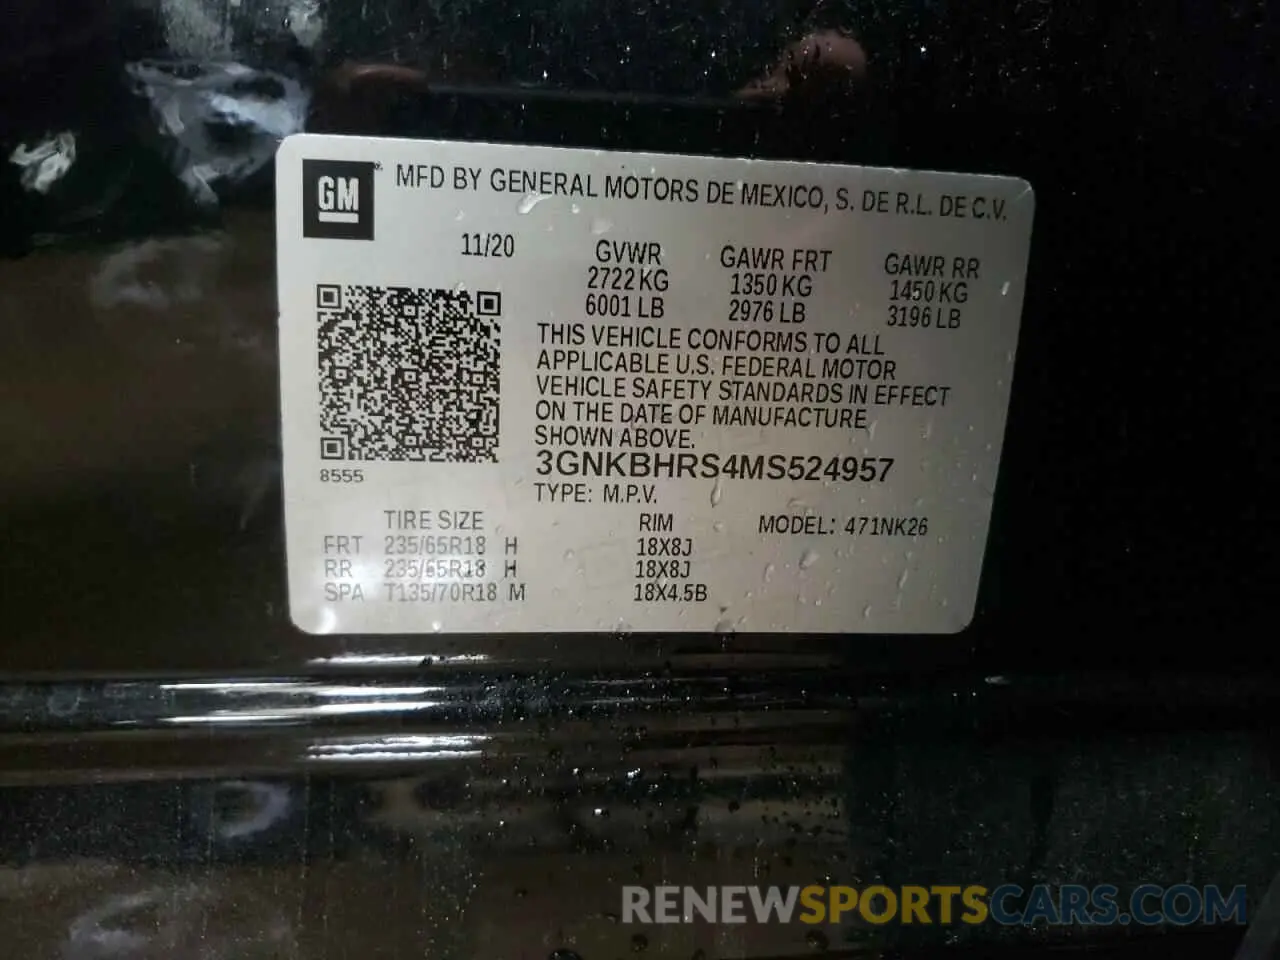 GM® MFD BY GENERAL MOTORS DE MEXICO, S. DE R.L. DE C.V.
11/20 GVWR GAWR FRT GAWR RR
2722 KG 1350 KG 1450 KG
6001 LB 2976 LB 3196 LB
THIS VEHICLE CONFORMS TO ALL
APPLICABLE U.S. FEDERAL MOTOR
VEHICLE SAFETY STANDARDS IN EFFECT
ON THE DATE OF MANUFACTURE
SHOWN ABOVE.
3GNKBHRS4MS524957
8555
TYPE: M.P.V.
TIRE SIZE RIM MODEL: 471NK26
FRT 235/65R18 H 18X8J
RR 235/65R18 H 18X8J
SPA T135/70R18 M 18X4.5B
RENEWSPORTSCARS.COM